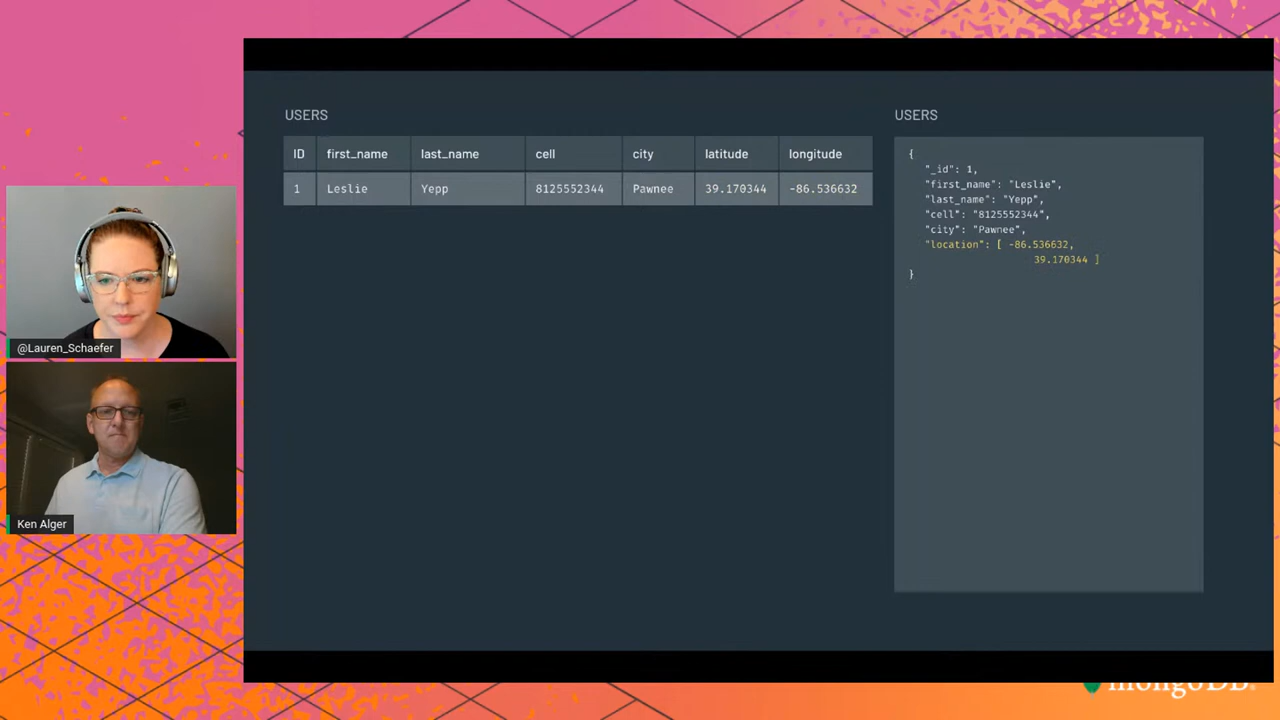 USERS
ID first_name last_name cell city latitude longitude
1 Leslie Yepp 8125552344 Pawnee 39.170344 -86.536632
USERS
{
"_id": 1,
"first_name": "Leslie",
"last_name": "Yepp",
"cell": "8125552344",
"city": "Pawnee",
"location": [ -86.536632,
39.170344 ]
}
@Lauren_Schaefer
Ken Alger
mongoDB®